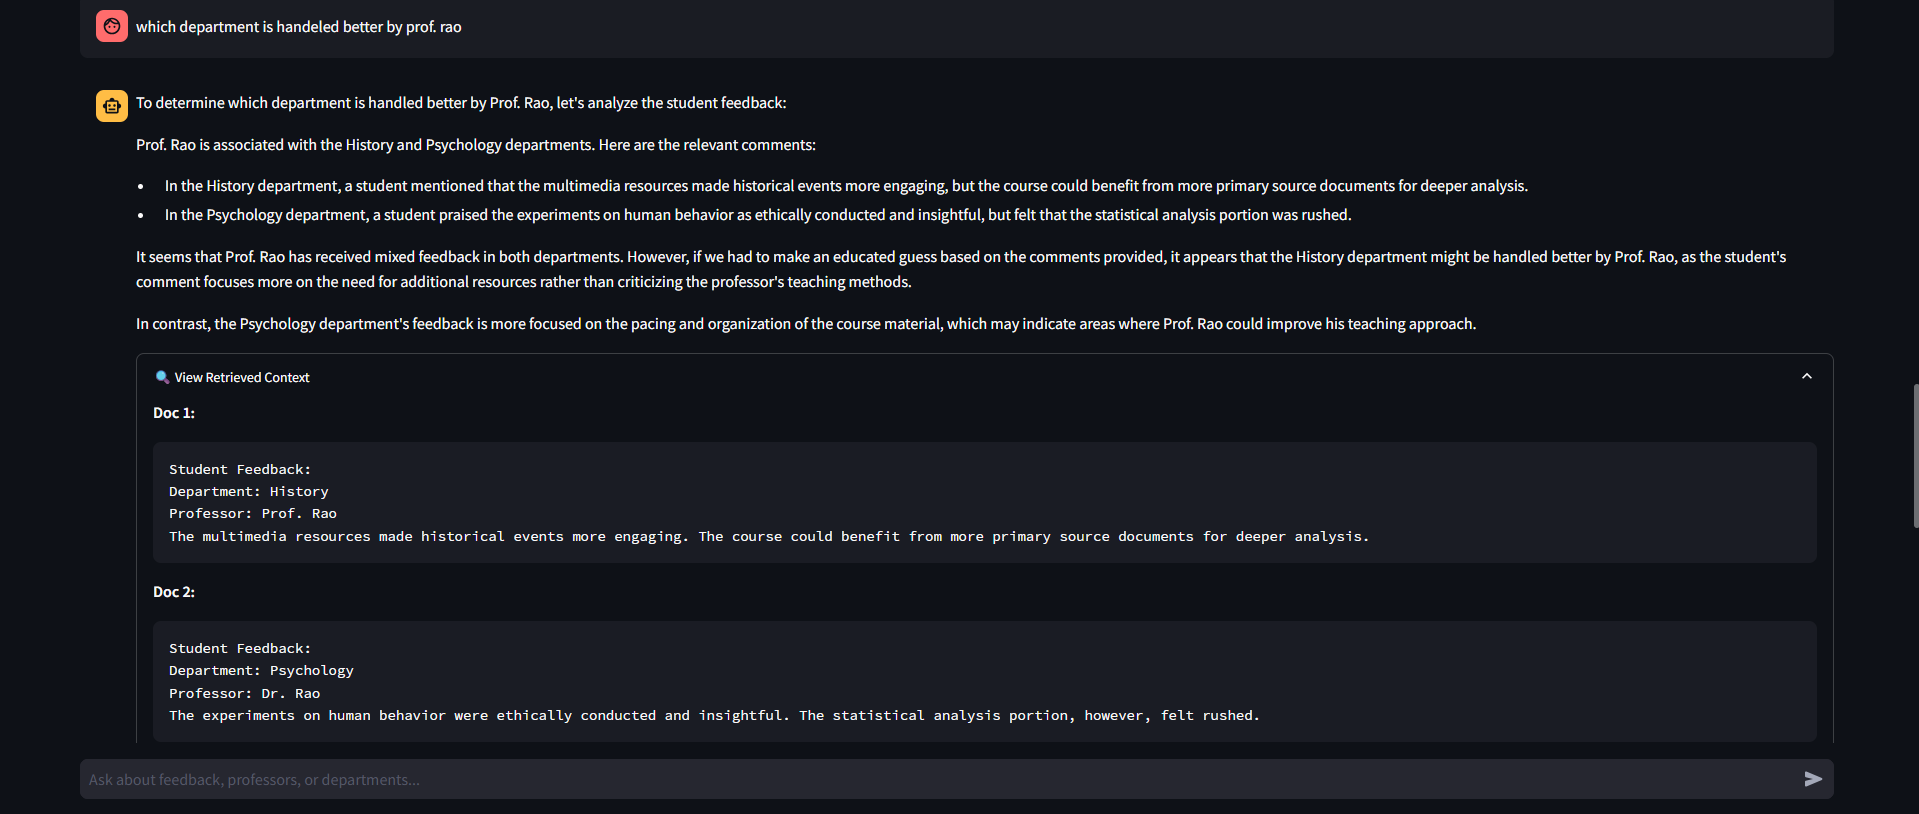 which department is handeled better by prof. rao
To determine which department is handled better by Prof. Rao, let's analyze the student feedback:
Prof. Rao is associated with the History and Psychology departments. Here are the relevant comments:
• In the History department, a student mentioned that the multimedia resources made historical events more engaging, but the course could benefit from more primary source documents for deeper analysis.
• In the Psychology department, a student praised the experiments on human behavior as ethically conducted and insightful, but felt that the statistical analysis portion was rushed.
It seems that Prof. Rao has received mixed feedback in both departments. However, if we had to make an educated guess based on the comments provided, it appears that the History department might be handled better by Prof. Rao, as the student's
comment focuses more on the need for additional resources rather than criticizing the professor's teaching methods.
In contrast, the Psychology department's feedback is more focused on the pacing and organization of the course material, which may indicate areas where Prof. Rao could improve his teaching approach.
View Retrieved Context
Doc 1:
Student Feedback:
Department: History
Professor: Prof. Rao
The multimedia resources made historical events more engaging. The course could benefit from more primary source documents for deeper analysis.
Doc 2:
Student Feedback:
Department: Psychology
Professor: Dr. Rao
The experiments on human behavior were ethically conducted and insightful. The statistical analysis portion, however, felt rushed.
Ask about feedback, professors, or departments...